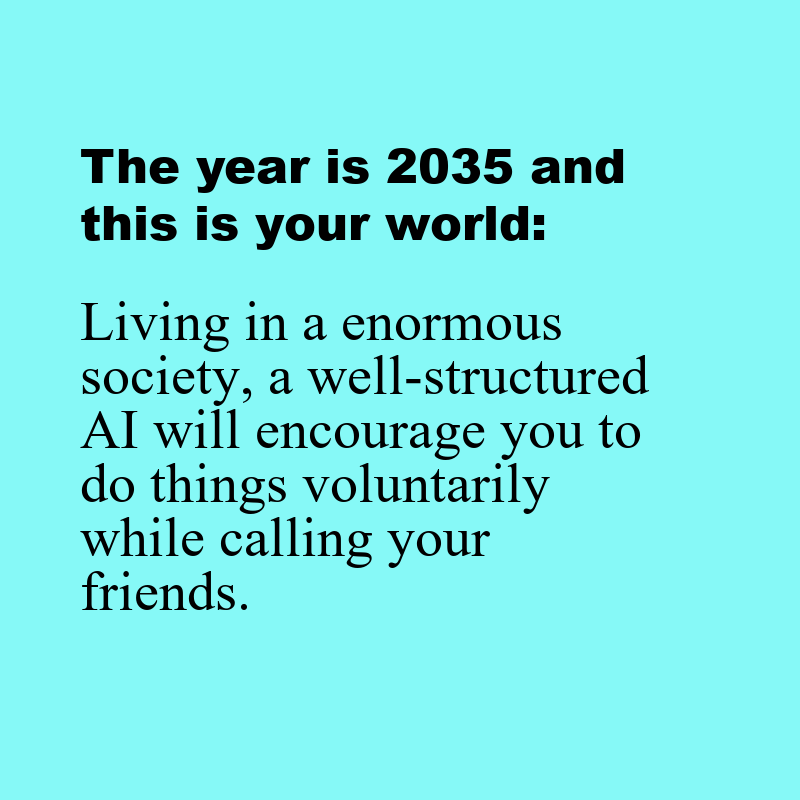 The year is 2035 and
this is your world:
Living in a enormous
society, a well-structured
AI will encourage you to
do things voluntarily
while calling your
friends.